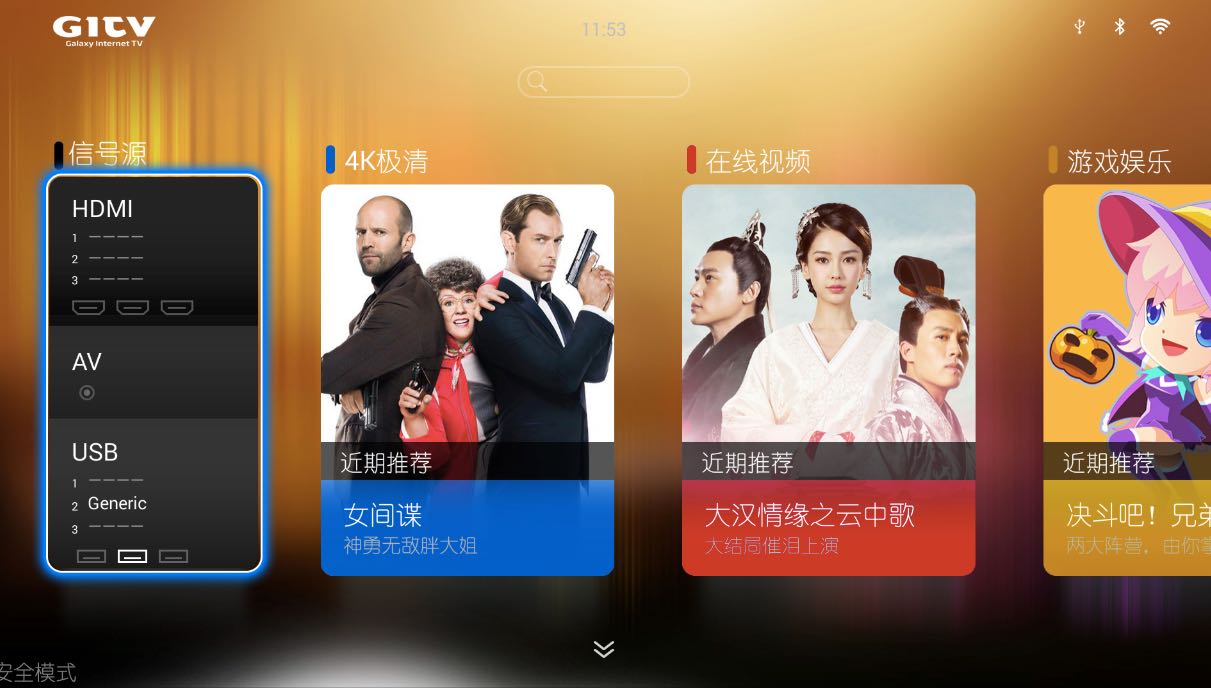 GITV
Galaxy Internet TV
11:53
信号源
HDMI
1 ----
2 ----
3 ----
AV
USB
1 ----
2 Generic
3 ----
4K极清
近期推荐
女间谍
神勇无敌胖大姐
在线视频
近期推荐
大汉情缘之云中歌
大结局催泪上演
游戏娱乐
近期推荐
决斗吧！兄弟
两大阵营，由你
安全模式